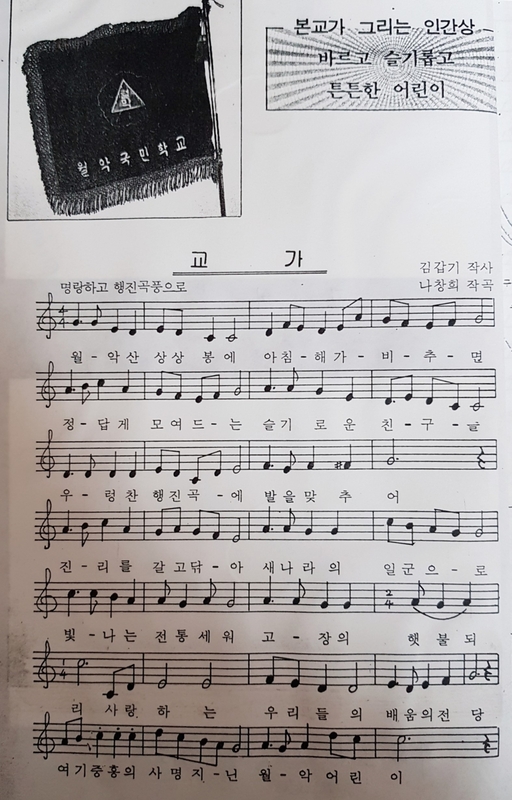 본교가 그리는 인간상
바르고 슬기롭고
튼튼한 어린이
월악국민학교
교 가
김갑기 작사
명랑하고 행진곡풍으로
나창희 작곡
4/4
월 - 악산 상상 봉에 아침 - 해가 - 비 - 추 - 면
정 - 답게 모여드 - 는 슬기 로운 친 - 구 - 들
우 - 렁찬 행진곡 - 에 발을맞 추 어
진 - 리를 갈고닦 - 아 새나라의 일군으 - 로
2/4
빛 - 나는 전통세워 고 - 장의 횃불되
리 사랑 하 는 우리들의 배움의전당
여기중흥의 사명지 - 닌 월 - 악어린 이